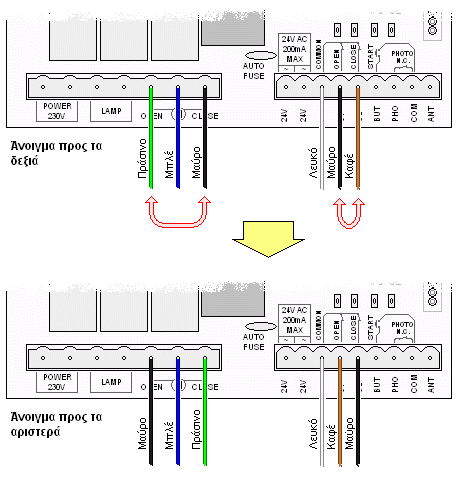 24V AC
200mA
MAX
~ ~
COMMON
OPEN
CLOSE
START
PHOTO
N.C.
AUTO
FUSE
POWER
230V
LAMP
OPEN
CLOSE
24V
24V
BUT
PHO
COM
ANT
Άνοιγμα προς τα
δεξιά
Πράσινο
Μπλέ
Μαύρο
Λευκό
Μαύρο
Καφέ
24V AC
200mA
MAX
~ ~
COMMON
OPEN
CLOSE
START
PHOTO
N.C.
AUTO
FUSE
POWER
230V
LAMP
OPEN
CLOSE
24V
24V
BUT
PHO
COM
ANT
Άνοιγμα προς τα
αριστερά
Μαύρο
Μπλέ
Πράσινο
Λευκό
Καφέ
Μαύρο